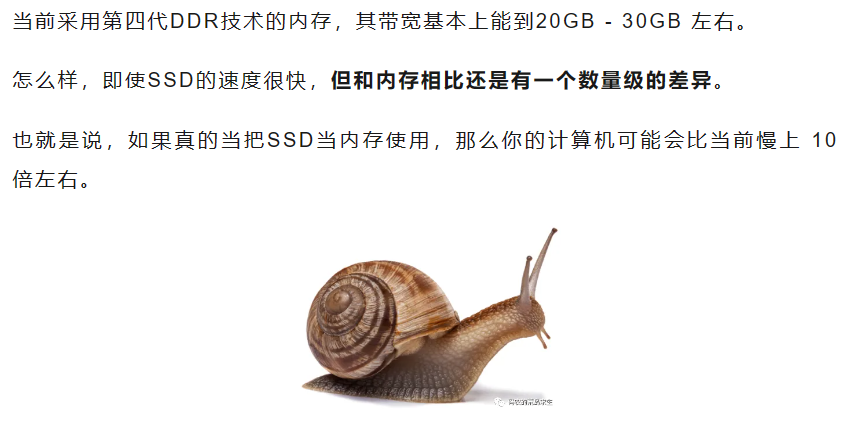 当前采用第四代DDR技术的内存，其带宽基本上能到20GB - 30GB 左右。
怎么样，即使SSD的速度很快，但和内存相比还是有一个数量级的差异。
也就是说，如果真的当把SSD当内存使用，那么你的计算机可能会比当前慢上 10
倍左右。